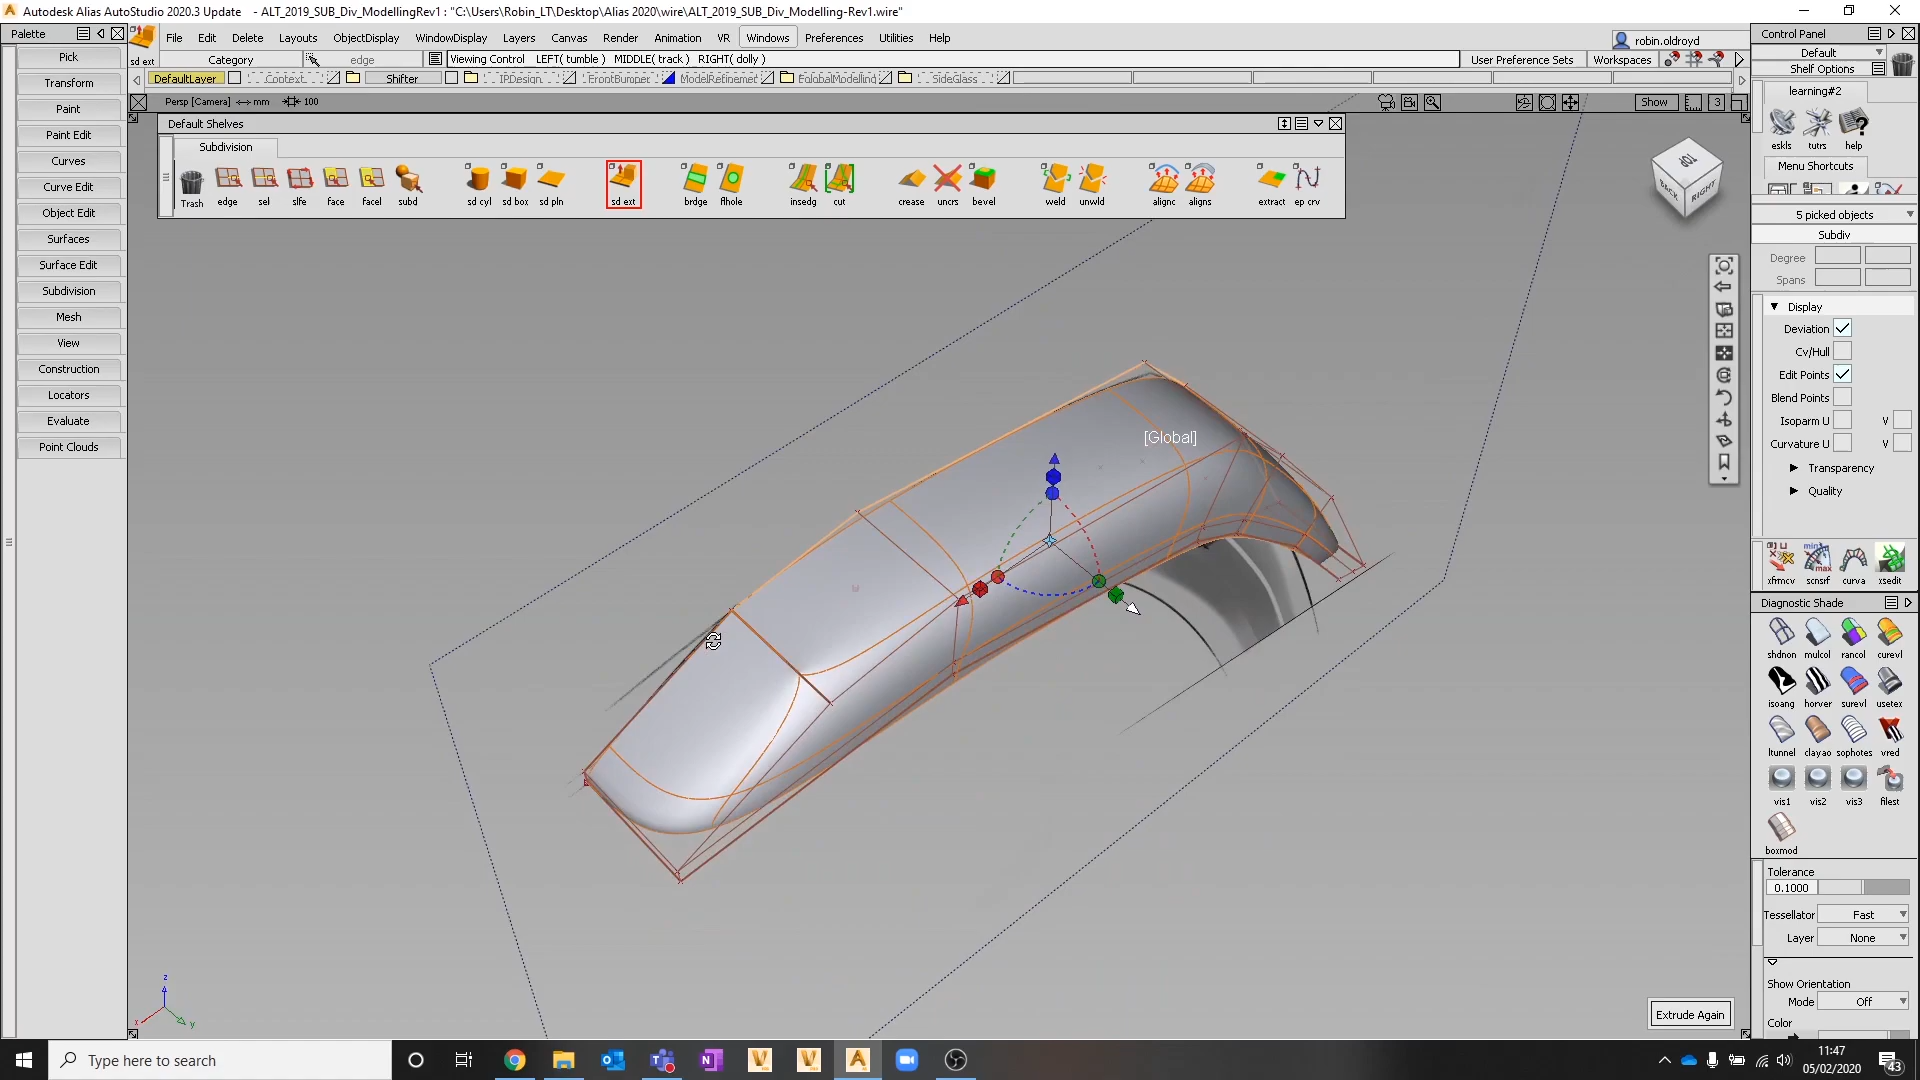 Autodesk Alias AutoStudio 2020.3 Update - ALT_2019_SUB_Div_ModellingRev1 : "C:\Users\Robin_LT\Desktop\Alias 2020\wire\ALT_2019_SUB_Div_Modelling-Rev1.wire"
Palette
sd ext
File Edit Delete Layouts ObjectDisplay WindowDisplay Layers Canvas Render Animation VR Windows Preferences Utilities Help
robin.oldroyd
Category edge Viewing Control LEFT( tumble ) MIDDLE( track ) RIGHT( dolly ) User Preference Sets Workspaces
DefaultLayer Context Shifter IPDesign FrontBumper ModelRefinement SideGlass
Persp [Camera] <-> mm 100 Show 3
Default Shelves
Subdivision
Trash edge sel slfe face facel subd sd cyl sd box sd pln sd ext brdge flhole insedg cut crease uncrs bevel weld unwld alignc aligns extract ep crv
Pick
Transform
Paint
Paint Edit
Curves
Curve Edit
Object Edit
Surfaces
Surface Edit
Subdivision
Mesh
View
Construction
Locators
Evaluate
Point Clouds
TOP
BACK
RIGHT
[Global]
z
x
y
Extrude Again
Control Panel
Default
Shelf Options
learning#2
eskls tutrs help
Menu Shortcuts
5 picked objects
Subdiv
Degree
Spans
Display
Deviation
Cv/Hull
Edit Points
Blend Points
Isoparm U V
Curvature U V
Transparency
Quality
xfrmcv scnsrf curva xsedit
Diagnostic Shade
shdnon mulcol rancol curevl
isoang horver surevl usetex
ltunnel clayao sophotes vred
vis1 vis2 vis3 filest
boxmod
Tolerance
0.1000
Tessellator Fast
Layer None
Show Orientation
Mode Off
Color
Type here to search
11:47
05/02/2020
43